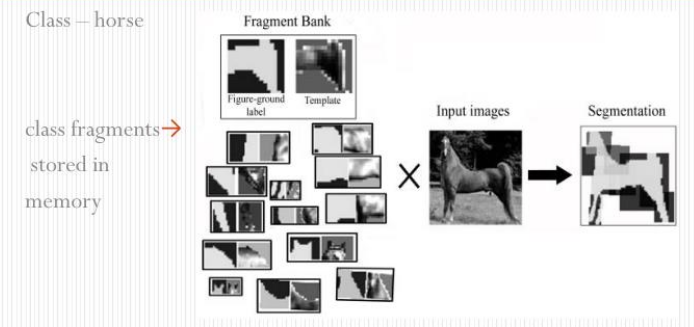 Class – horse
class fragments→
stored in
memory
Fragment Bank
Figure-ground
label
Template
Input images
Segmentation